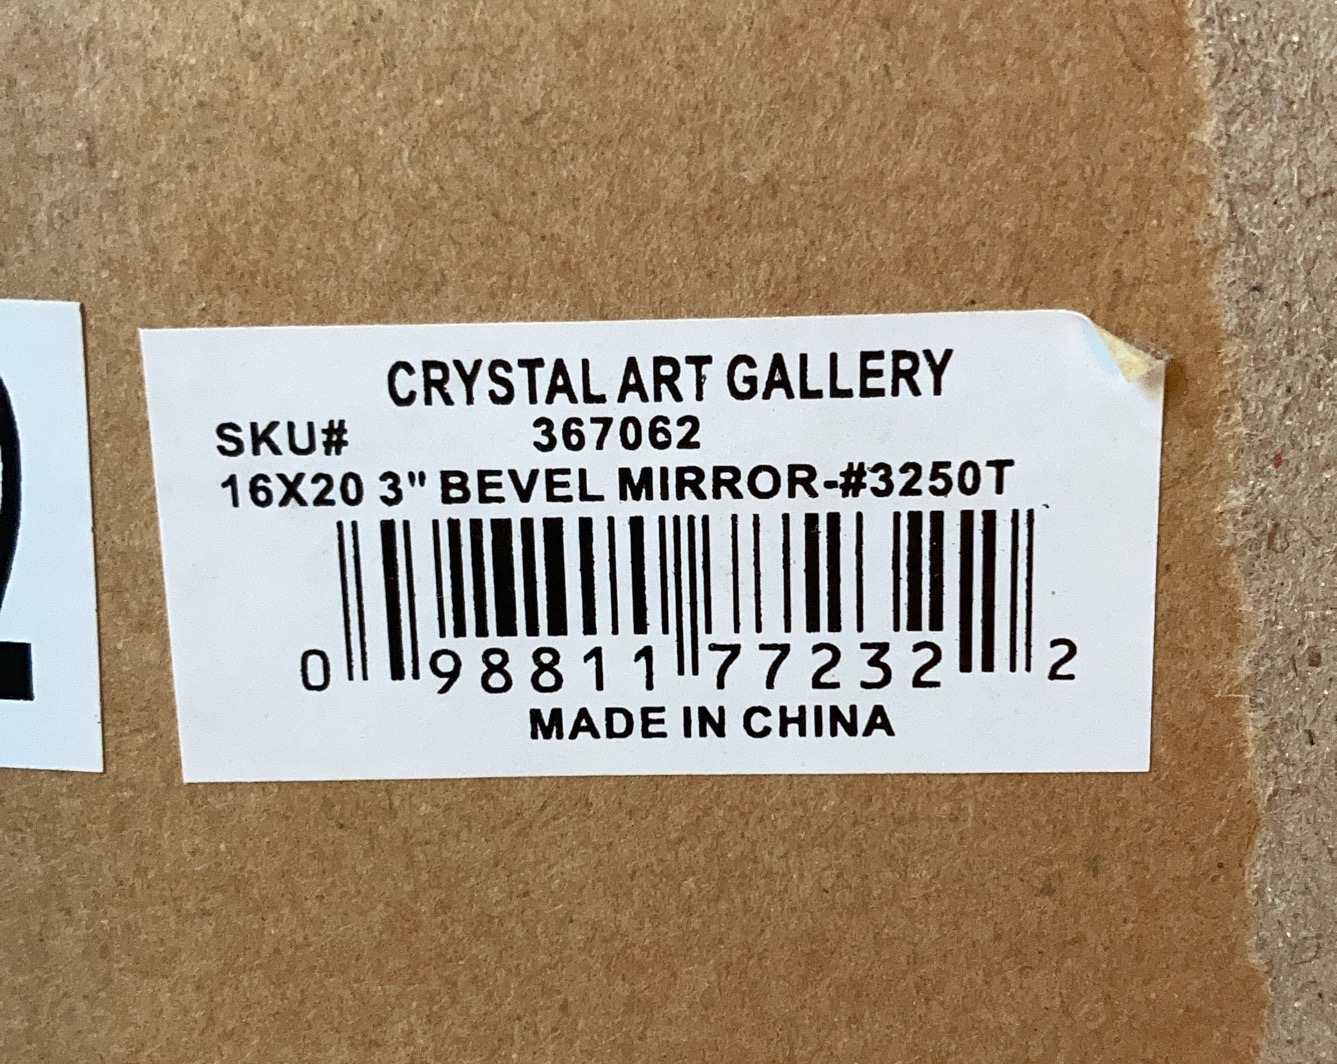 CRYSTAL ART GALLERY
SKU# 367062
16X20 3" BEVEL MIRROR-#3250T
0 98811 77232 2
MADE IN CHINA